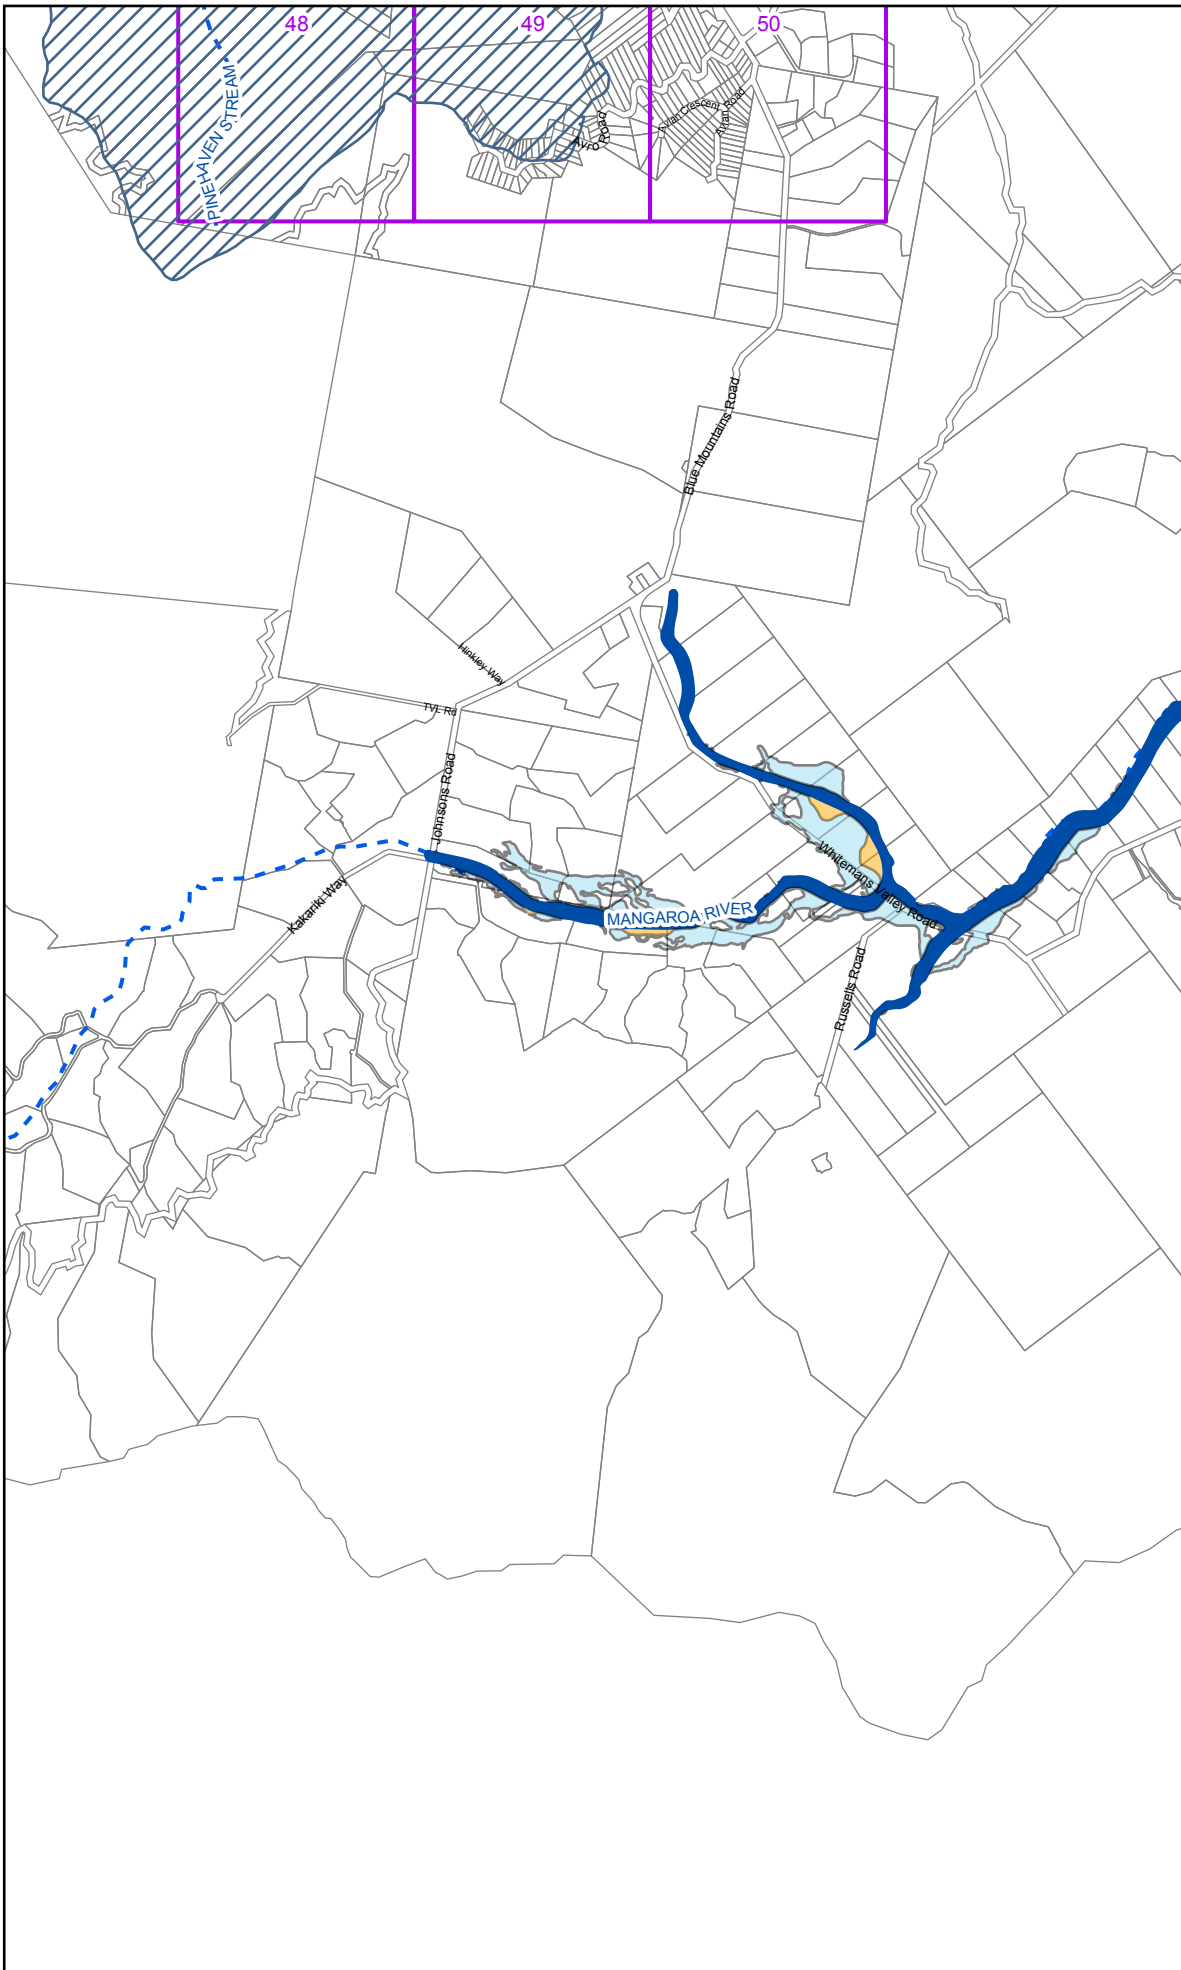 48
49
50
PINEHAVEN STREAM
Avro Road
Avian Crescent
Avian Road
Blue Mountains Road
Hinkley Way
TVL Rd
Johnsons Road
Kakariki Way
MANGAROA RIVER
Whitemans Valley Road
Russells Road